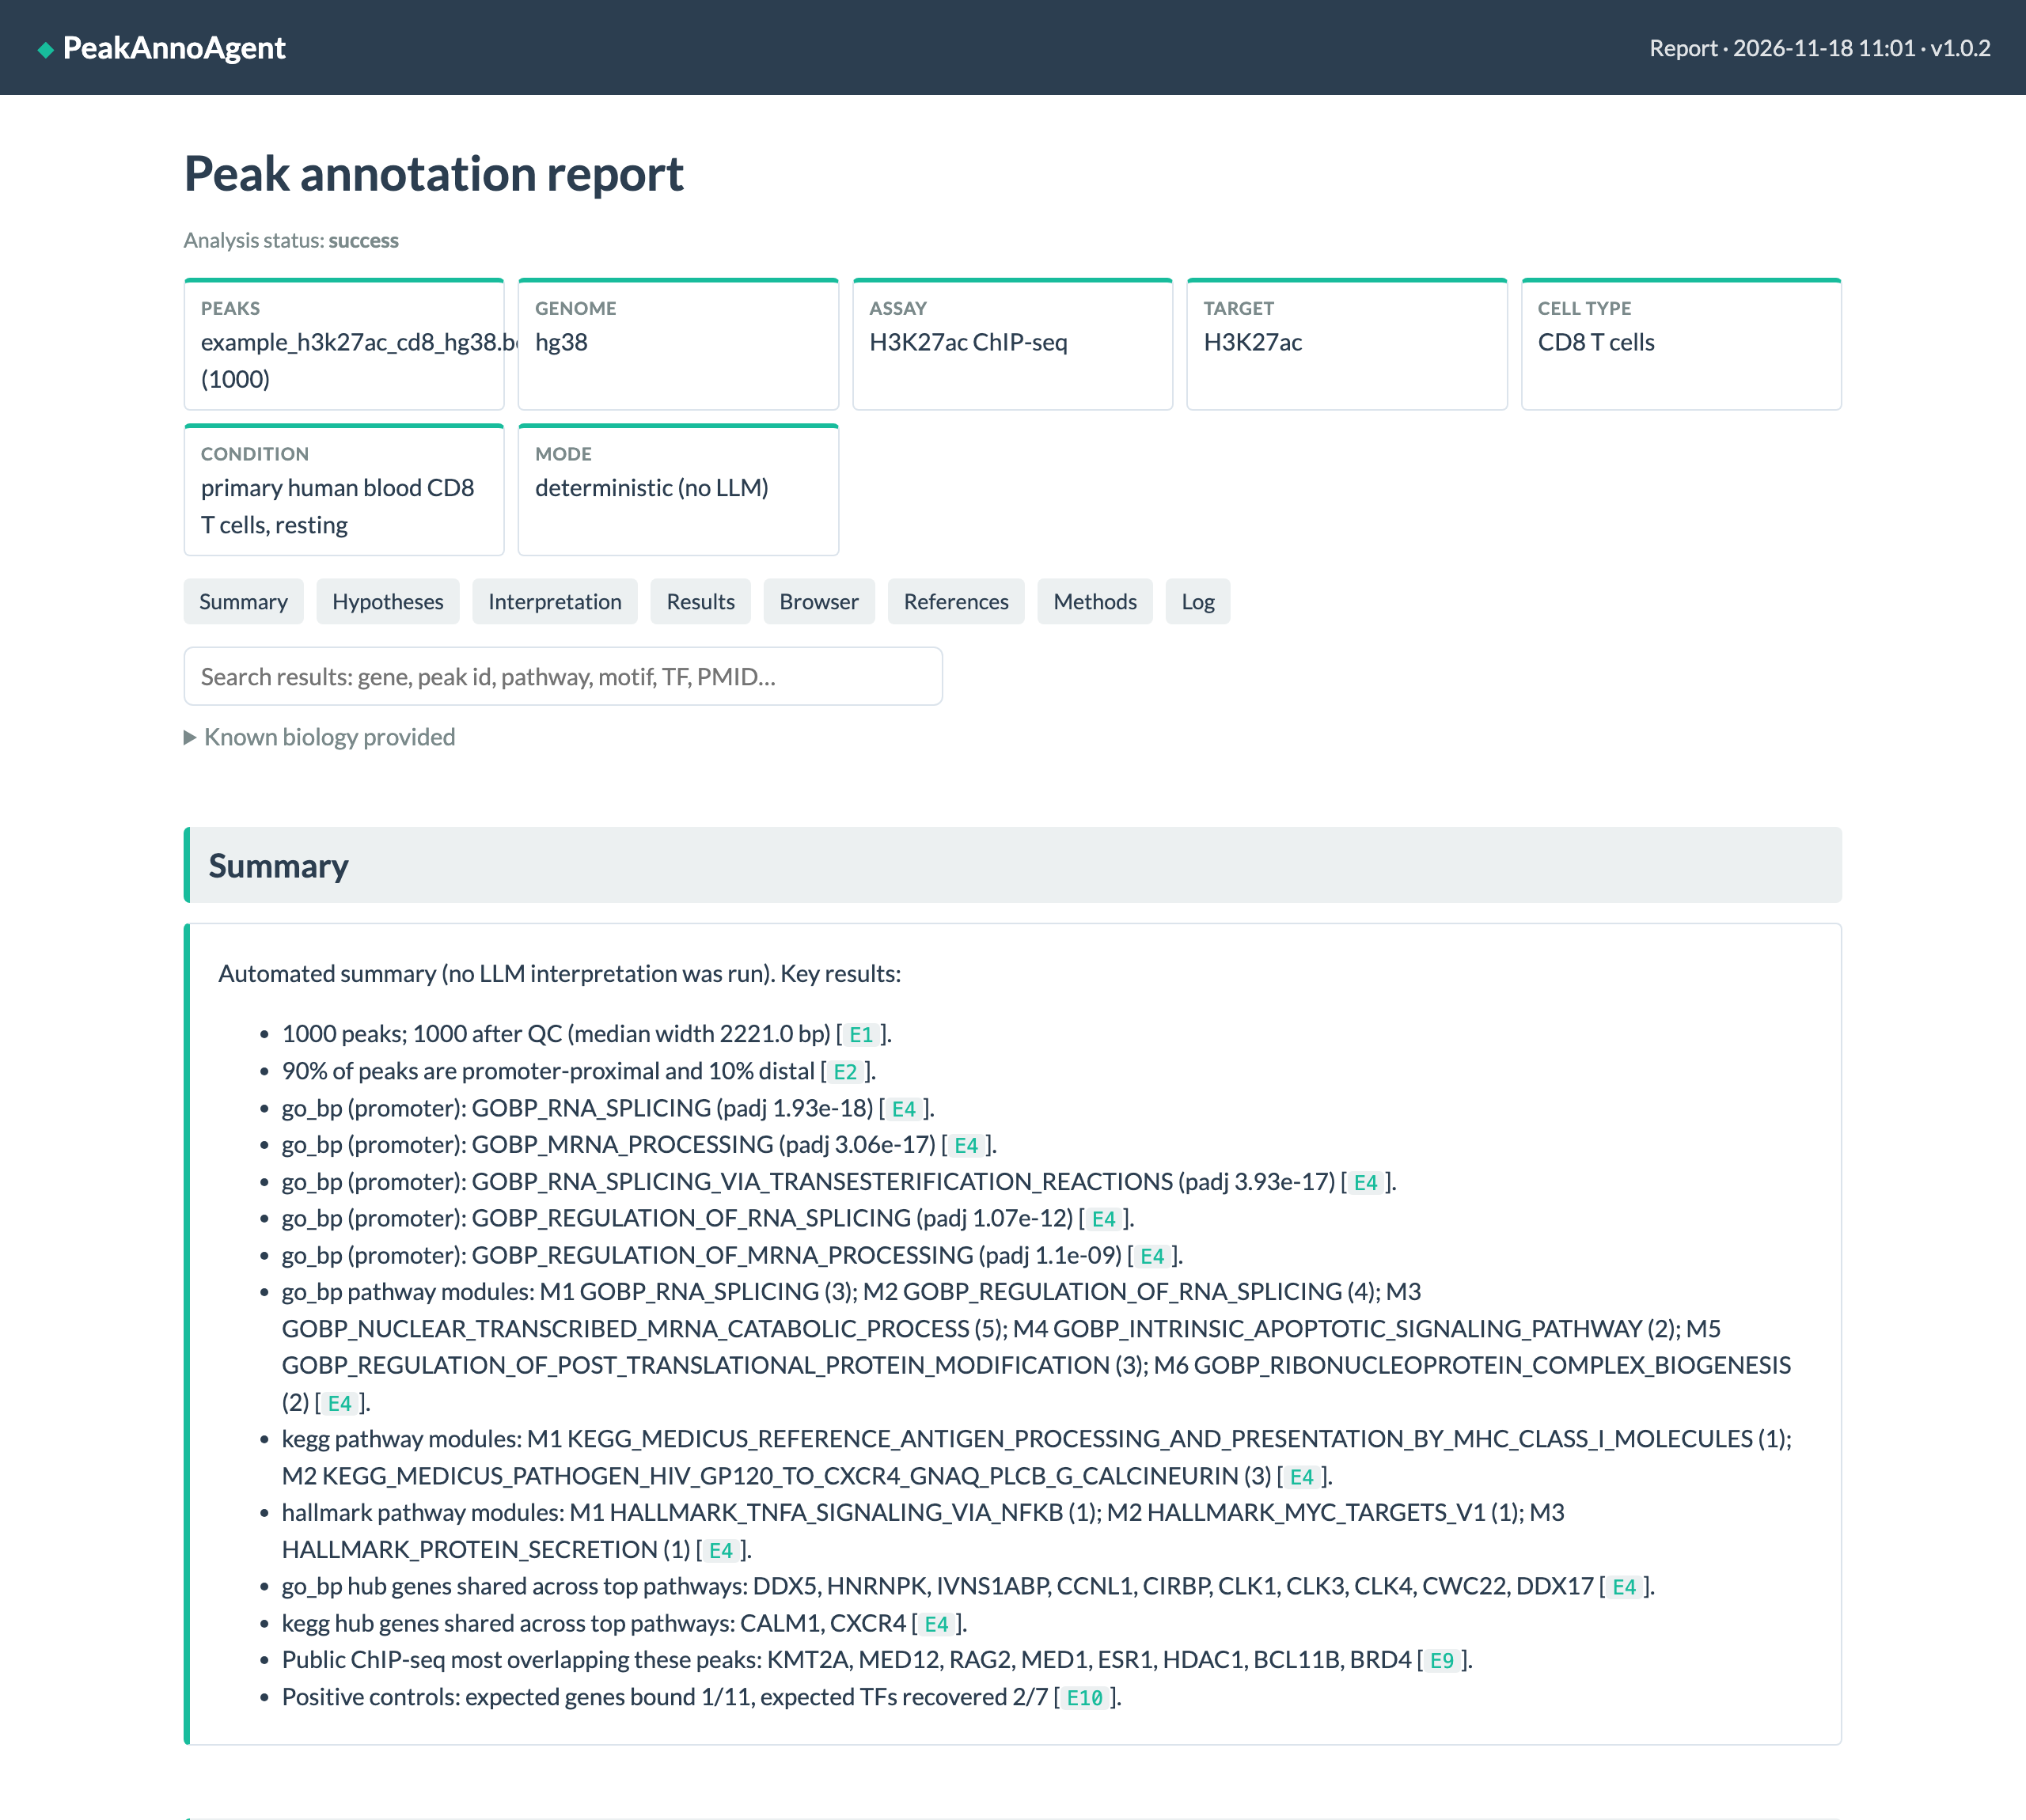 PeakAnnoAgent
Report · 2026-11-18 11:01 · v1.0.2
Peak annotation report
Analysis status: success
PEAKS
example_h3k27ac_cd8_hg38.b
(1000)
GENOME
hg38
ASSAY
H3K27ac ChIP-seq
TARGET
H3K27ac
CELL TYPE
CD8 T cells
CONDITION
primary human blood CD8
T cells, resting
MODE
deterministic (no LLM)
Summary
Hypotheses
Interpretation
Results
Browser
References
Methods
Log
Search results: gene, peak id, pathway, motif, TF, PMID...
▶ Known biology provided
Summary
Automated summary (no LLM interpretation was run). Key results:
• 1000 peaks; 1000 after QC (median width 2221.0 bp) [ E1 ].
• 90% of peaks are promoter-proximal and 10% distal [ E2 ].
• go_bp (promoter): GOBP_RNA_SPLICING (padj 1.93e-18) [ E4 ].
• go_bp (promoter): GOBP_MRNA_PROCESSING (padj 3.06e-17) [ E4 ].
• go_bp (promoter): GOBP_RNA_SPLICING_VIA_TRANSESTERIFICATION_REACTIONS (padj 3.93e-17) [ E4 ].
• go_bp (promoter): GOBP_REGULATION_OF_RNA_SPLICING (padj 1.07e-12) [ E4 ].
• go_bp (promoter): GOBP_REGULATION_OF_MRNA_PROCESSING (padj 1.1e-09) [ E4 ].
• go_bp pathway modules: M1 GOBP_RNA_SPLICING (3); M2 GOBP_REGULATION_OF_RNA_SPLICING (4); M3
GOBP_NUCLEAR_TRANSCRIBED_MRNA_CATABOLIC_PROCESS (5); M4 GOBP_INTRINSIC_APOPTOTIC_SIGNALING_PATHWAY (2); M5
GOBP_REGULATION_OF_POST_TRANSLATIONAL_PROTEIN_MODIFICATION (3); M6 GOBP_RIBONUCLEOPROTEIN_COMPLEX_BIOGENESIS
(2) [ E4 ].
• kegg pathway modules: M1 KEGG_MEDICUS_REFERENCE_ANTIGEN_PROCESSING_AND_PRESENTATION_BY_MHC_CLASS_I_MOLECULES (1);
M2 KEGG_MEDICUS_PATHOGEN_HIV_GP120_TO_CXCR4_GNAQ_PLCB_G_CALCINEURIN (3) [ E4 ].
• hallmark pathway modules: M1 HALLMARK_TNFA_SIGNALING_VIA_NFKB (1); M2 HALLMARK_MYC_TARGETS_V1 (1); M3
HALLMARK_PROTEIN_SECRETION (1) [ E4 ].
• go_bp hub genes shared across top pathways: DDX5, HNRNPK, IVNS1ABP, CCNL1, CIRBP, CLK1, CLK3, CLK4, CWC22, DDX17 [ E4 ].
• kegg hub genes shared across top pathways: CALM1, CXCR4 [ E4 ].
• Public ChIP-seq most overlapping these peaks: KMT2A, MED12, RAG2, MED1, ESR1, HDAC1, BCL11B, BRD4 [ E9 ].
• Positive controls: expected genes bound 1/11, expected TFs recovered 2/7 [ E10 ].